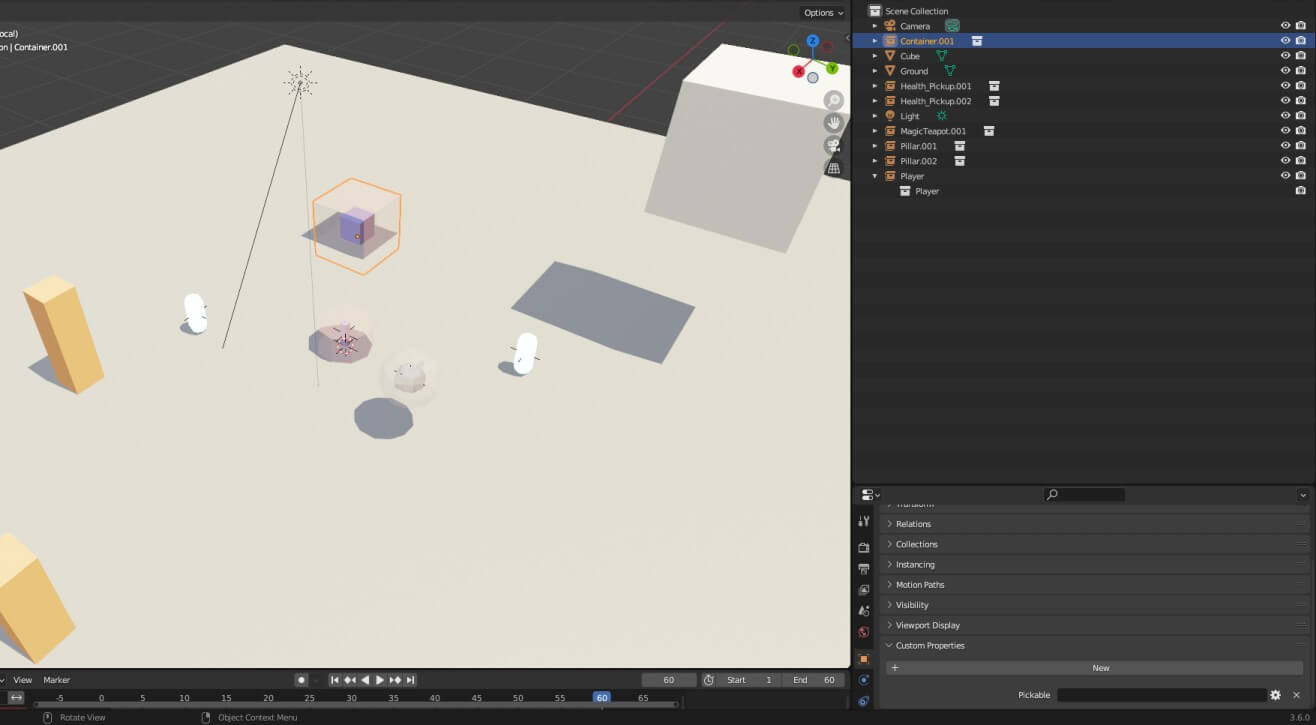 Options
ocal)
on | Container.001
Z
X
Y
Scene Collection
Camera
Container.001
Cube
Ground
Health_Pickup.001
Health_Pickup.002
Light
MagicTeapot.001
Pillar.001
Pillar.002
Player
Player
Transform
Relations
Collections
Instancing
Motion Paths
Visibility
Viewport Display
Custom Properties
New
Pickable
View Marker 60 Start 1 End 60
-5 0 5 10 15 20 25 30 35 40 45 50 55 60 65
Rotate View Object Context Menu 3.6.0